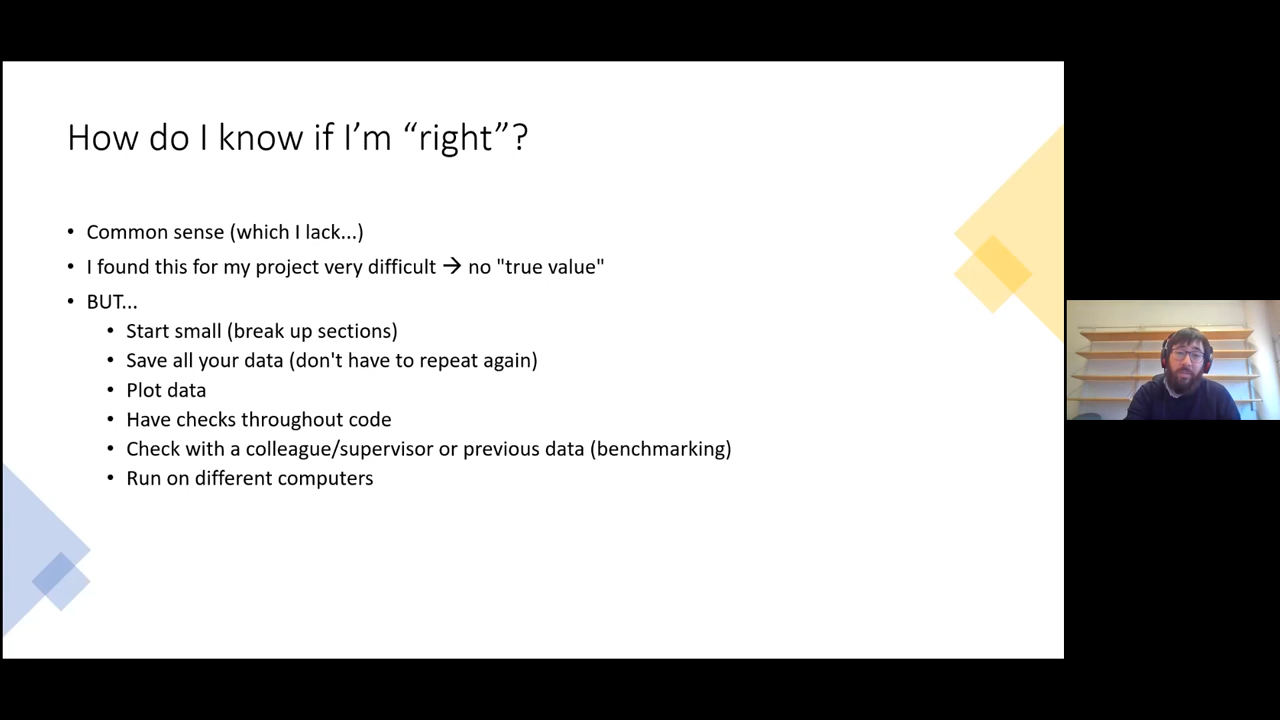 How do I know if I’m “right”?
• Common sense (which I lack...)
• I found this for my project very difficult → no "true value"
• BUT...
• Start small (break up sections)
• Save all your data (don't have to repeat again)
• Plot data
• Have checks throughout code
• Check with a colleague/supervisor or previous data (benchmarking)
• Run on different computers